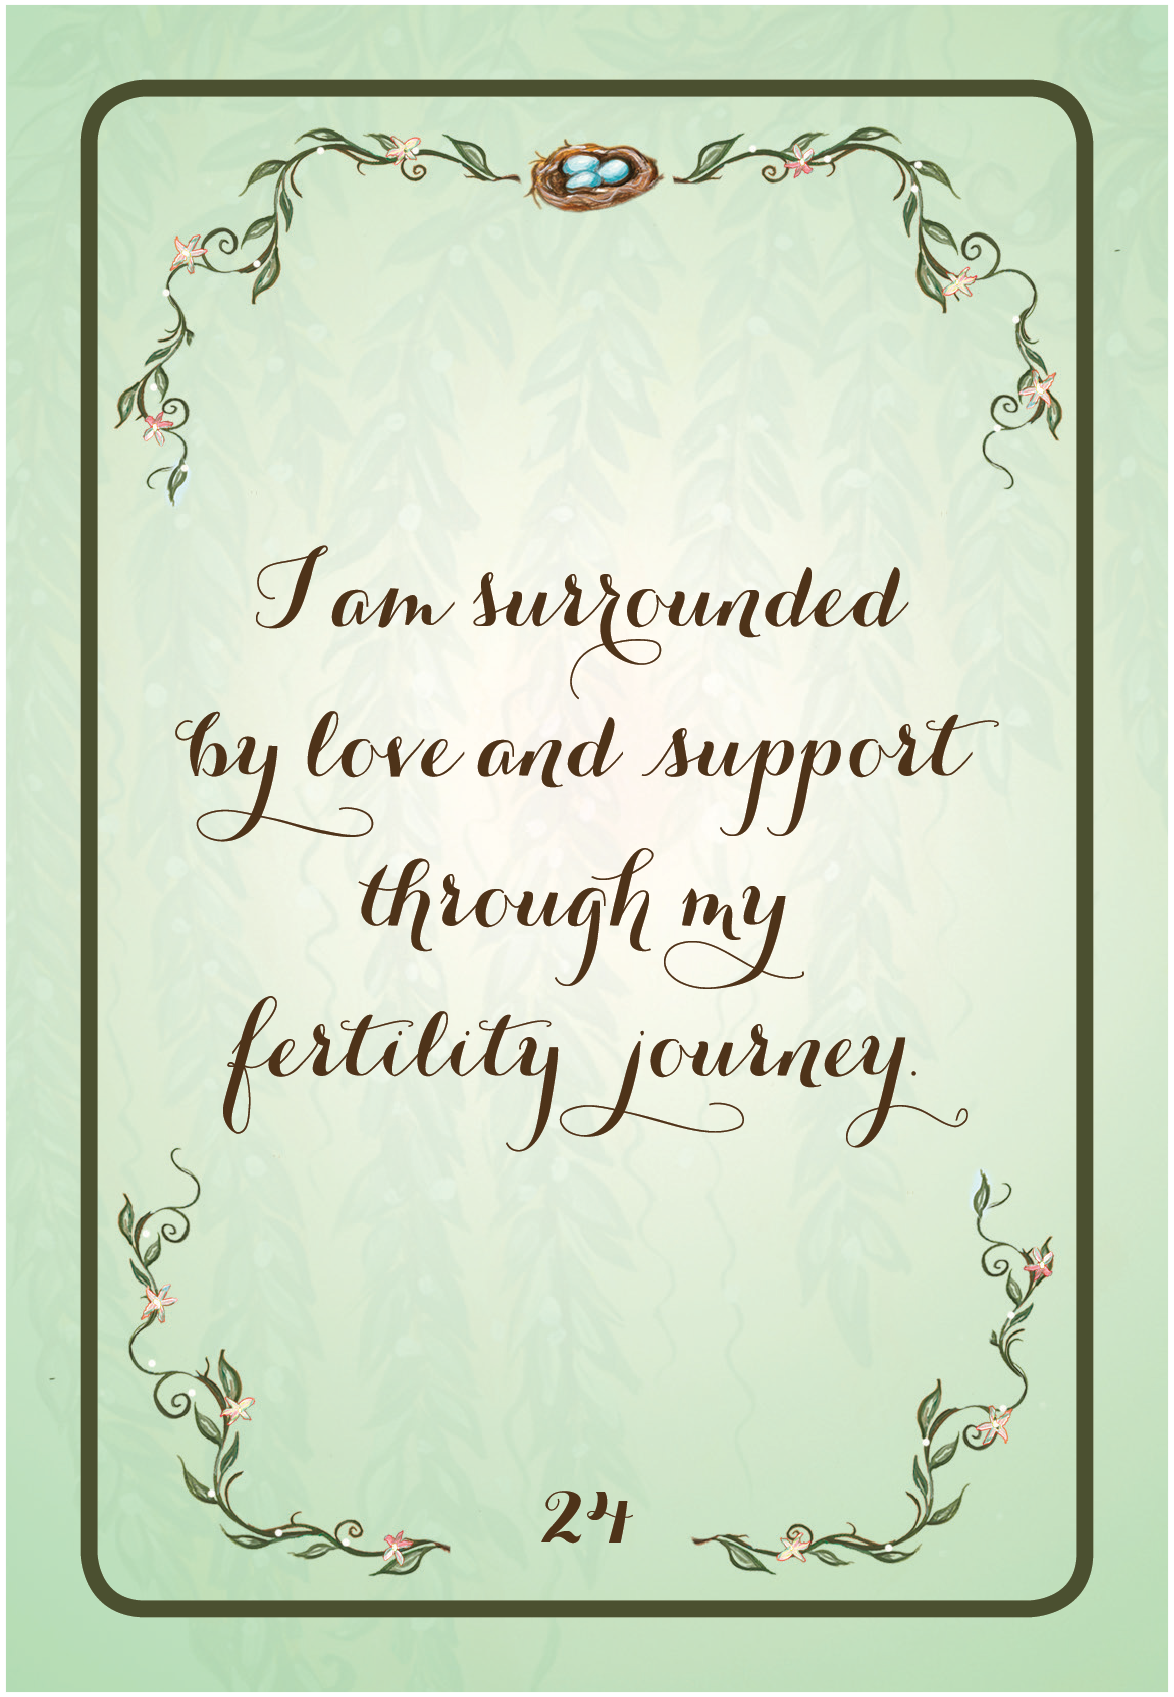 I am surrounded
by love and support
through my
fertility journey.
24